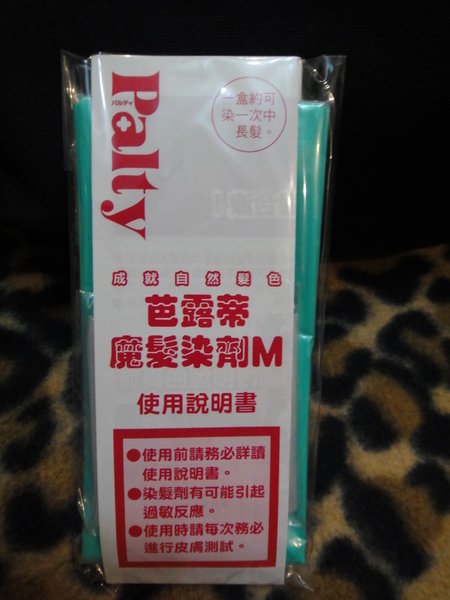 Palty
パルティ
一盒約可
染一次中
長髮。
成就自然髮色
芭露蒂
魔髮染劑M
使用說明書
●使用前請務必詳讀
使用說明書。
●染髮劑有可能引起
過敏反應。
●使用時請每次務必
進行皮膚測試。